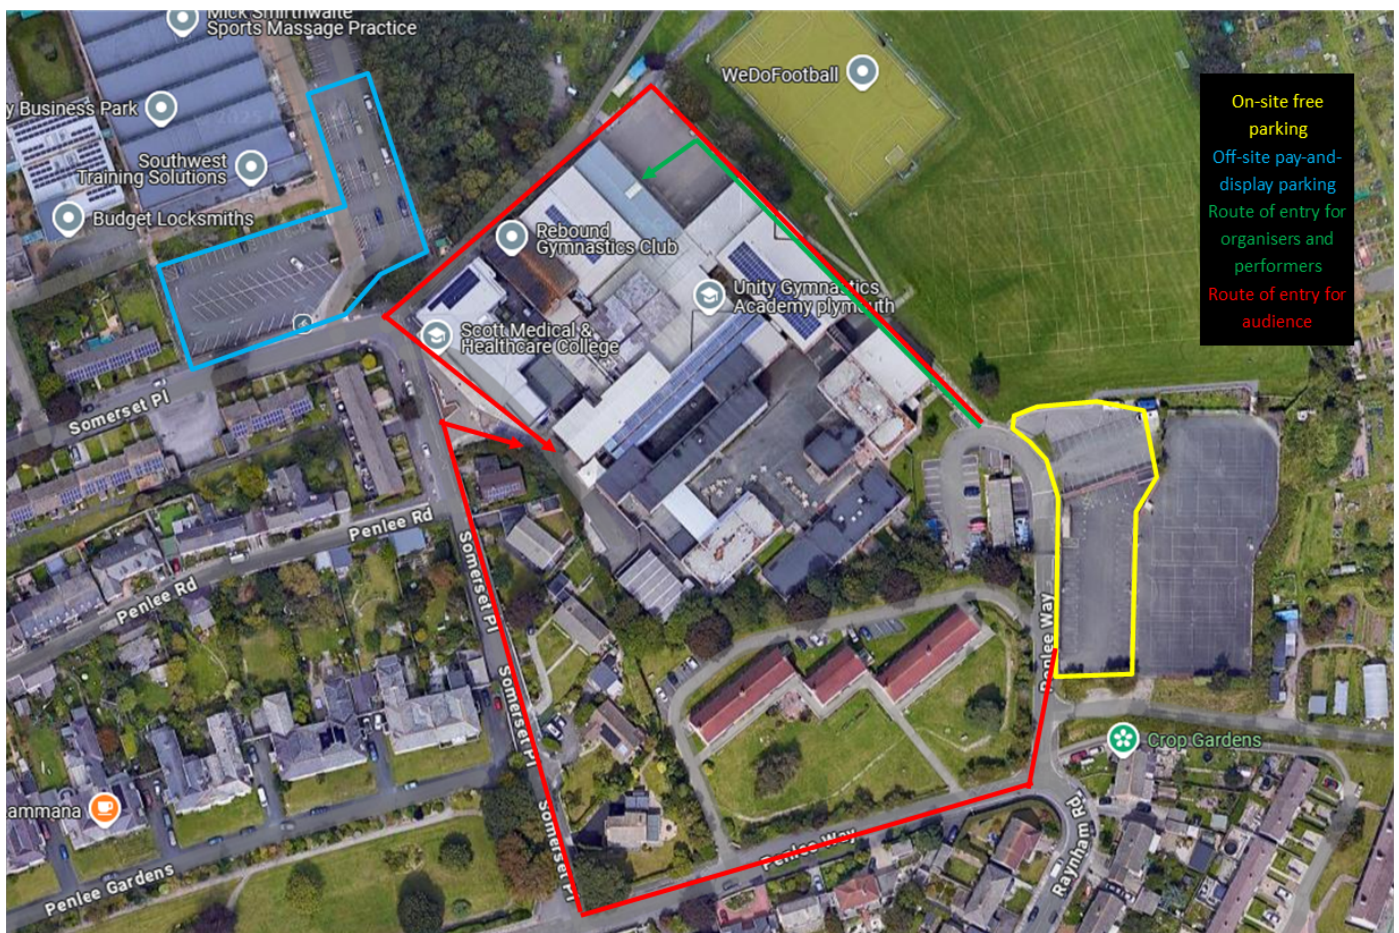 Mick Smirthwaite
Sports Massage Practice
WeDoFootball
y Business Park
Southwest
Training Solutions
Budget Locksmiths
Rebound
Gymnastics Club
Unity Gymnastics
Academy plymouth
Scott Medical &
Healthcare College
On-site free
parking
Off-site pay-and-
display parking
Route of entry for
organisers and
performers
Route of entry for
audience
Somerset Pl
Penlee Rd
Penlee Rd
Somerset Pl
Somerset Pl
Somerset Pl
Penlee Way
Crop Gardens
ammana
Penlee Way
Raynham Rd
Penlee Gardens